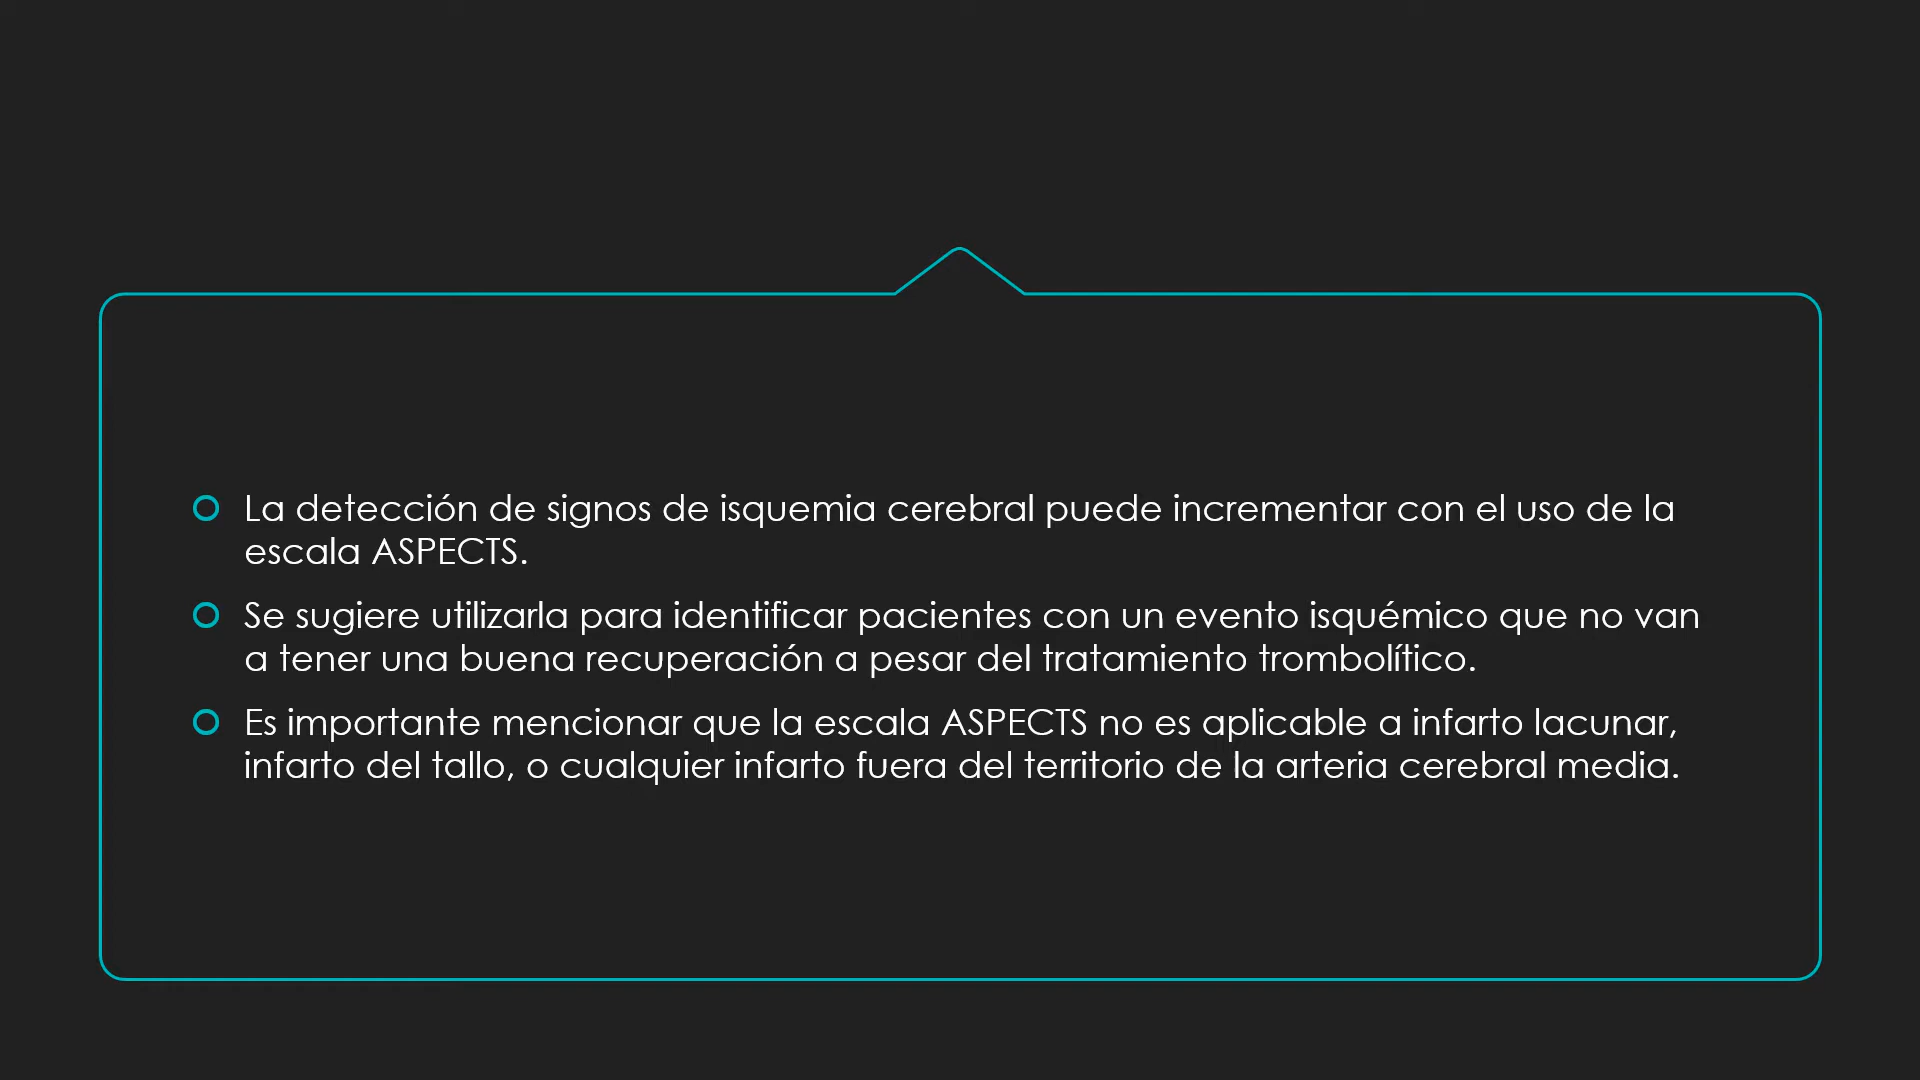 La detección de signos de isquemia cerebral puede incrementar con el uso de la
escala ASPECTS.
Se sugiere utilizarla para identificar pacientes con un evento isquémico que no van
a tener una buena recuperación a pesar del tratamiento trombolítico.
Es importante mencionar que la escala ASPECTS no es aplicable a infarto lacunar,
infarto del tallo, o cualquier infarto fuera del territorio de la arteria cerebral media.